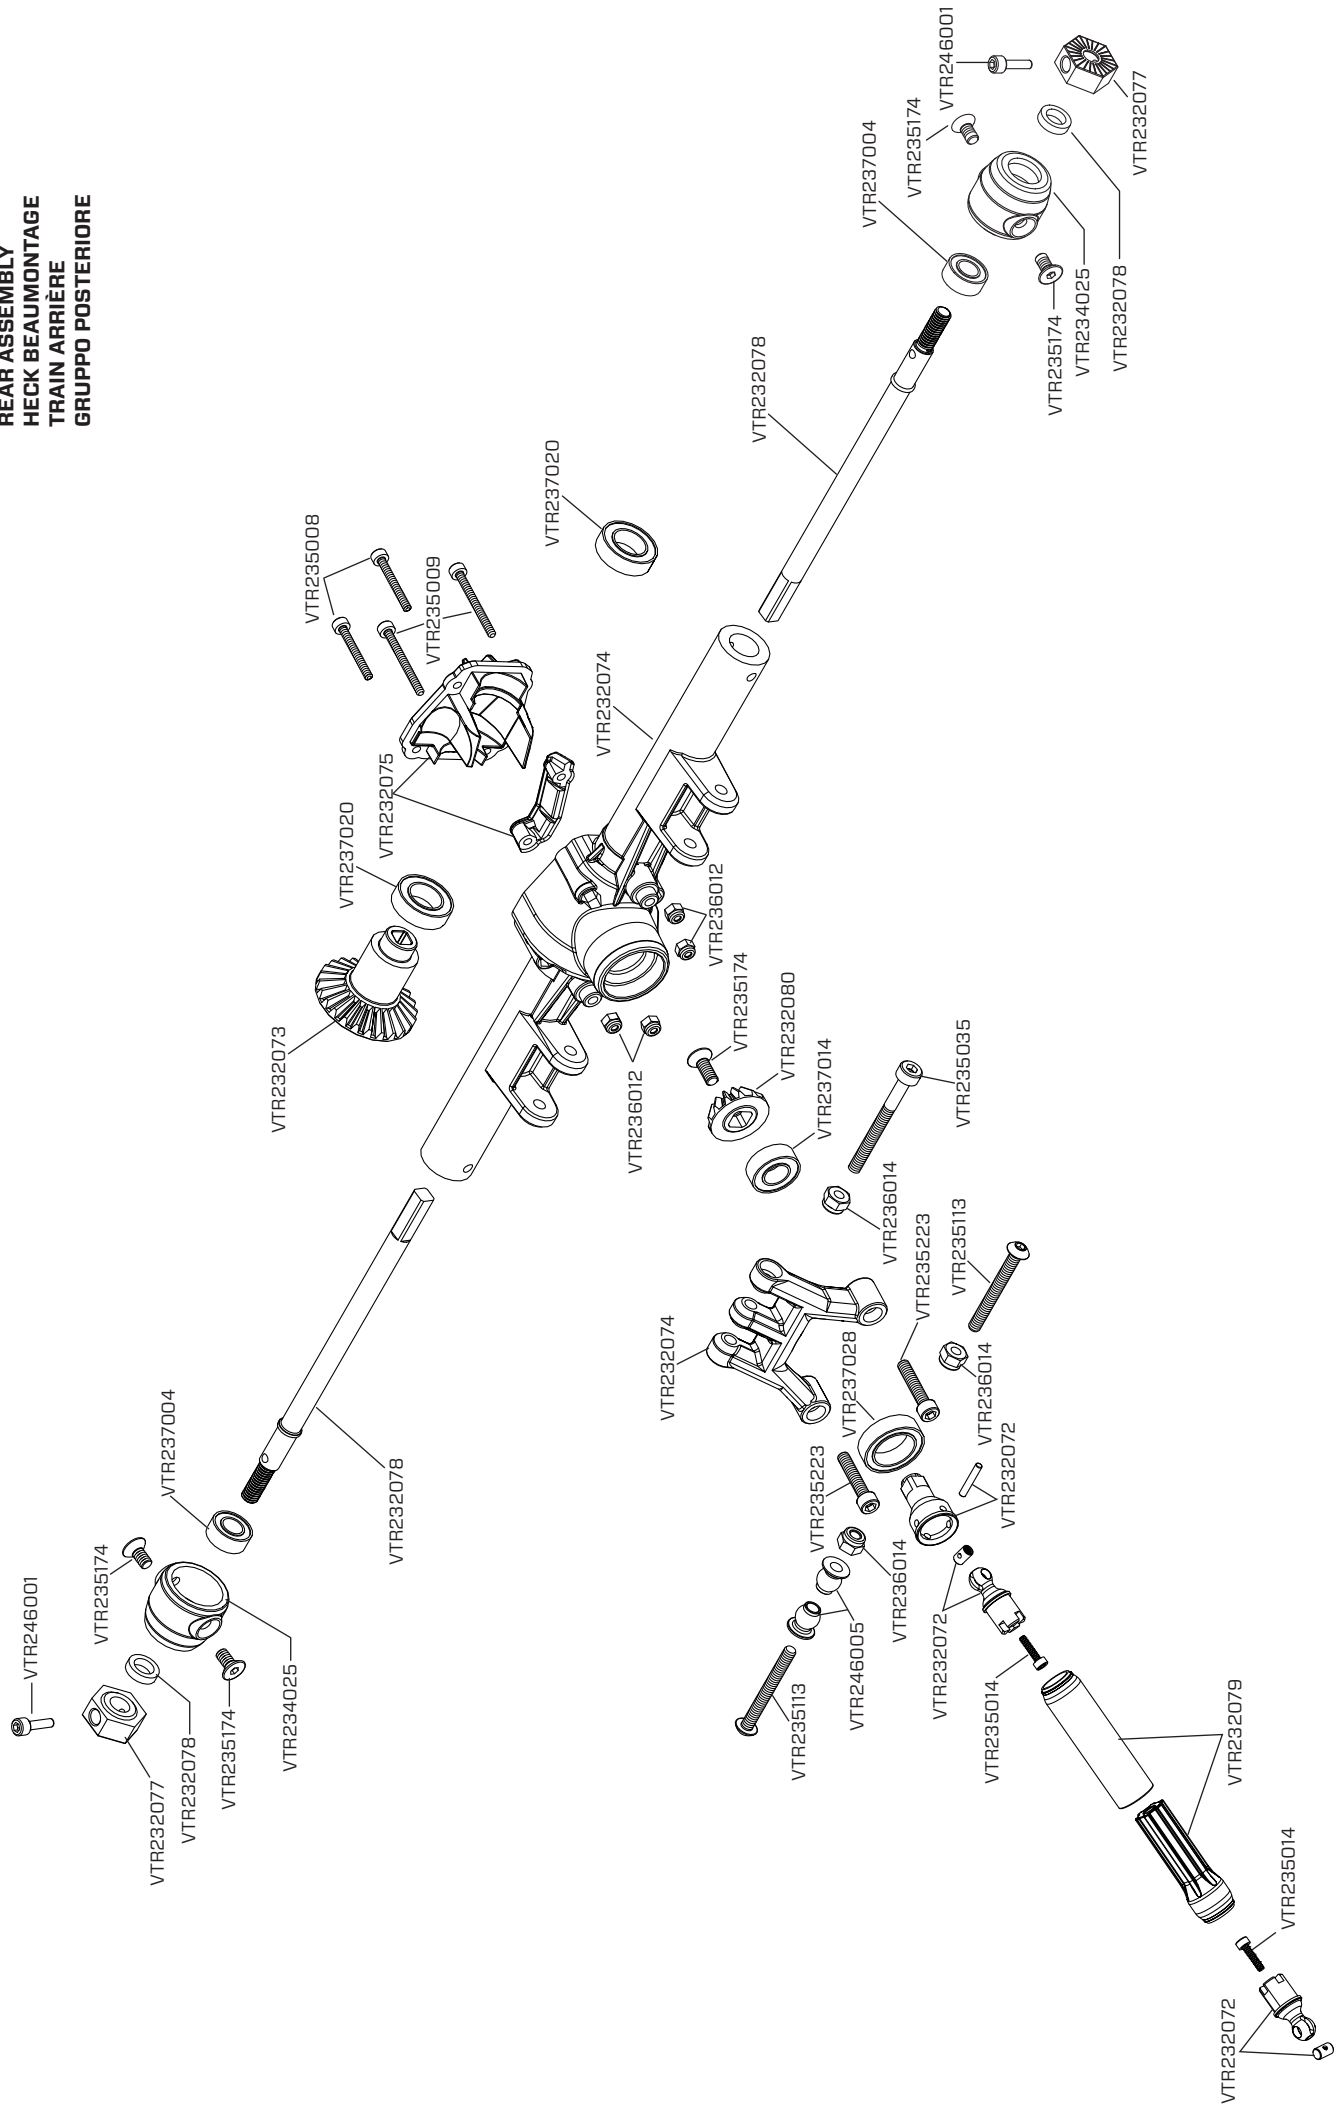 REAR ASSEMBLY
HECK BEAUMONTAGE
TRAIN ARRIÈRE
GRUPPO POSTERIORE
VTR246001
VTR235174
VTR237004
VTR232077
VTR232078
VTR235174
VTR234025
VTR232078
VTR232073
VTR237020
VTR232075
VTR235008
VTR235009
VTR237020
VTR232074
VTR232078
VTR237004
VTR235174
VTR246001
VTR232077
VTR232078
VTR234025
VTR235174
VTR236012
VTR236012
VTR235174
VTR232080
VTR237014
VTR235035
VTR236014
VTR232074
VTR237028
VTR235223
VTR235113
VTR236014
VTR232072
VTR235223
VTR236014
VTR246005
VTR235113
VTR232072
VTR235014
VTR232079
VTR235014
VTR232072